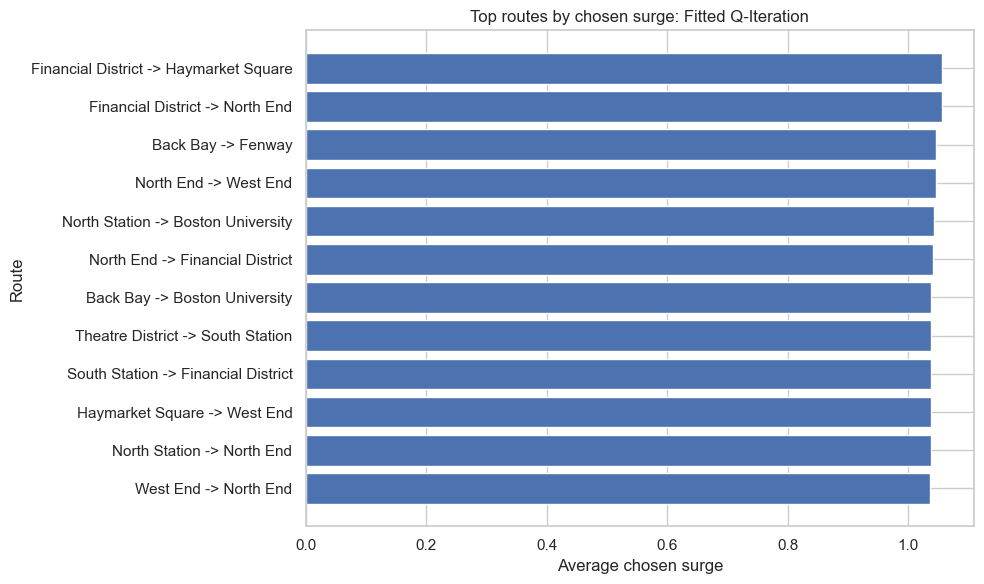 Top routes by chosen surge: Fitted Q-Iteration
Financial District -> Haymarket Square
Financial District -> North End
Back Bay -> Fenway
North End -> West End
North Station -> Boston University
North End -> Financial District
Back Bay -> Boston University
Theatre District -> South Station
South Station -> Financial District
Haymarket Square -> West End
North Station -> North End
West End -> North End
Route
0.0 0.2 0.4 0.6 0.8 1.0
Average chosen surge